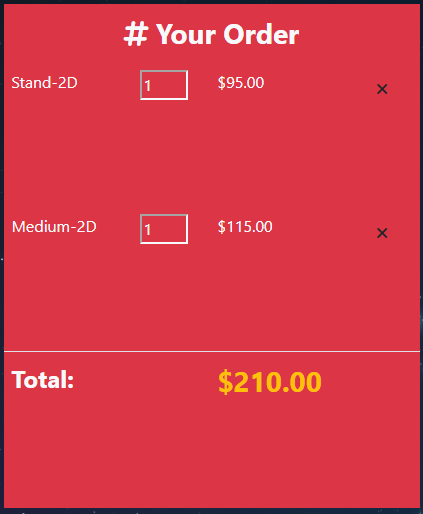 # Your Order
Stand-2D 1 $95.00 ×
Medium-2D 1 $115.00 ×
Total: $210.00